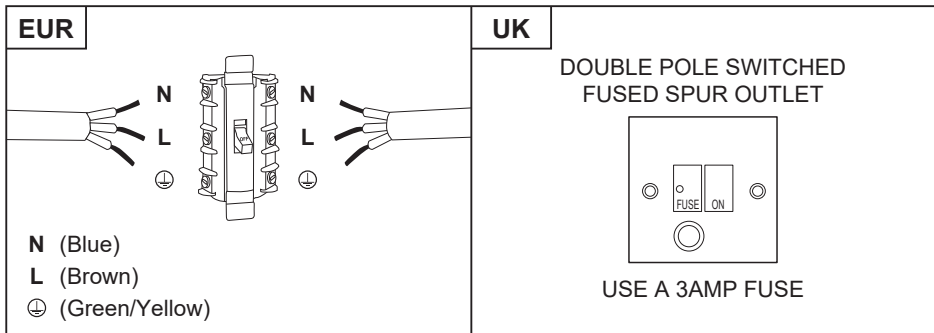 EUR
N
L
⏚
OFF
N
L
⏚
N (Blue)
L (Brown)
⏚ (Green/Yellow)
UK
DOUBLE POLE SWITCHED
FUSED SPUR OUTLET
FUSE ON
USE A 3AMP FUSE